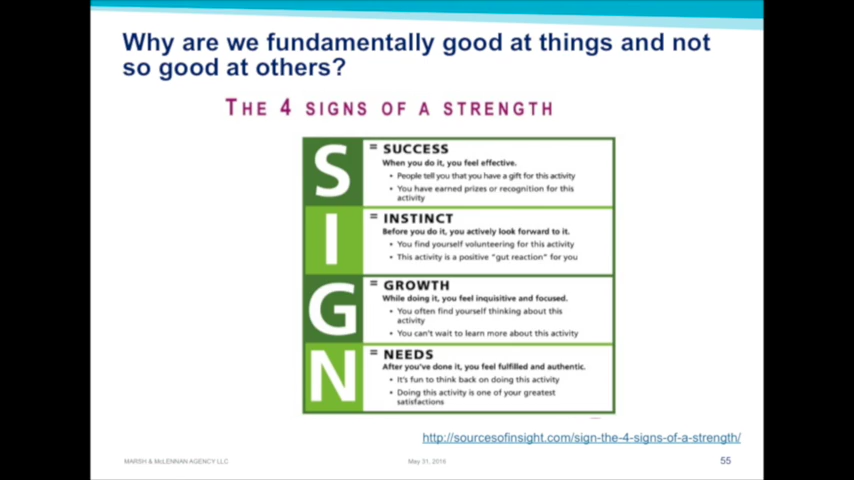 Why are we fundamentally good at things and not
so good at others?
THE 4 SIGNS OF A STRENGTH
S
= SUCCESS
When you do it, you feel effective.
• People tell you that you have a gift for this activity
• You have earned prizes or recognition for this
activity
I
= INSTINCT
Before you do it, you actively look forward to it.
• You find yourself volunteering for this activity
• This activity is a positive "gut reaction" for you
G
= GROWTH
While doing it, you feel inquisitive and focused.
• You often find yourself thinking about this
activity
• You can't wait to learn more about this activity
N
= NEEDS
After you've done it, you feel fulfilled and authentic.
• It's fun to think back on doing this activity
• Doing this activity is one of your greatest
satisfactions
http://sourcesofinsight.com/sign-the-4-signs-of-a-strength/
MARSH & McLENNAN AGENCY LLC
May 31, 2016
55